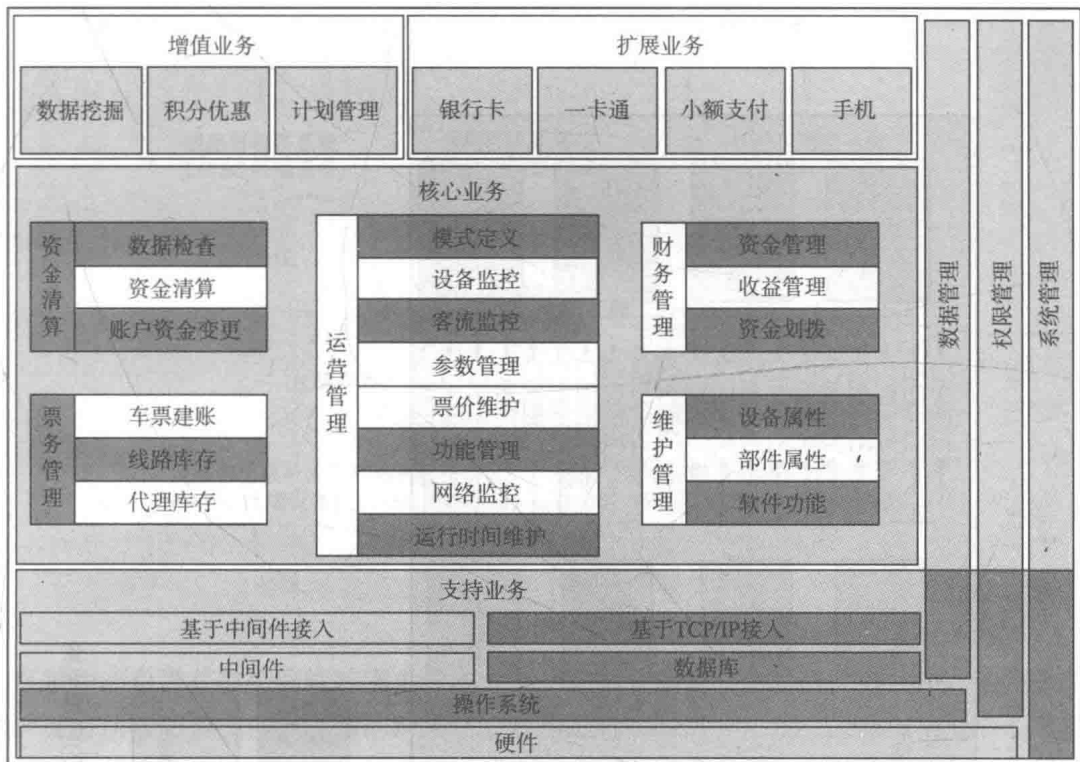 增值业务
数据挖掘
积分优惠
计划管理
扩展业务
银行卡
一卡通
小额支付
手机
核心业务
资金清算
数据检查
资金清算
账户资金变更
票务管理
车票建账
线路库存
代理库存
运营管理
模式定义
设备监控
客流监控
参数管理
票价维护
功能管理
网络监控
运行时间维护
财务管理
资金管理
收益管理
资金划拨
维护管理
设备属性
部件属性
软件功能
数据管理
权限管理
系统管理
支持业务
基于中间件接入
基于TCP/IP接入
中间件
数据库
操作系统
硬件